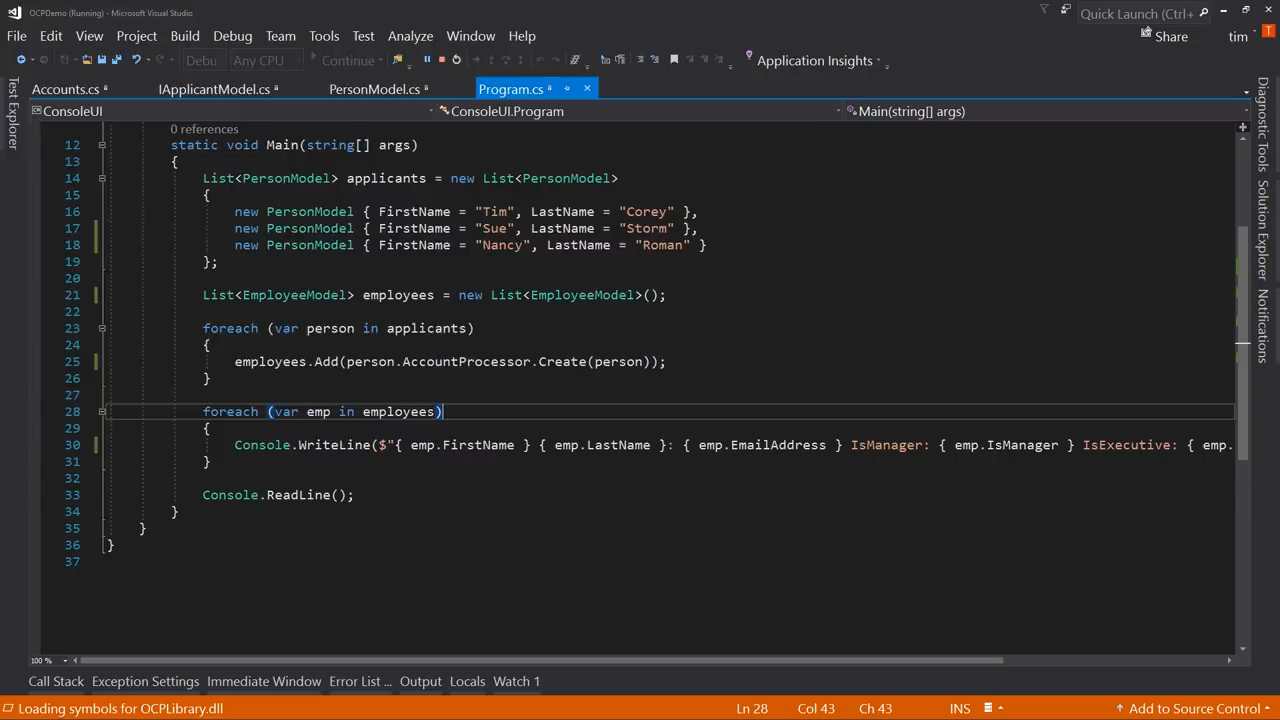 OCPDemo (Running) - Microsoft Visual Studio
Quick Launch (Ctrl+
File Edit View Project Build Debug Team Tools Test Analyze Window Help
Share tim T
Debu Any CPU Continue Application Insights
Accounts.cs IApplicantModel.cs PersonModel.cs Program.cs
ConsoleUI ConsoleUI.Program Main(string[] args)
Test Explorer
Diagnostic Tools Solution Explorer Notifications
0 references
12 static void Main(string[] args)
13 {
14 List<PersonModel> applicants = new List<PersonModel>
15 {
16 new PersonModel { FirstName = "Tim", LastName = "Corey" },
17 new PersonModel { FirstName = "Sue", LastName = "Storm" },
18 new PersonModel { FirstName = "Nancy", LastName = "Roman" }
19 };
20
21 List<EmployeeModel> employees = new List<EmployeeModel>();
22
23 foreach (var person in applicants)
24 {
25 employees.Add(person.AccountProcessor.Create(person));
26 }
27
28 foreach (var emp in employees)
29 {
30 Console.WriteLine($"{ emp.FirstName } { emp.LastName }: { emp.EmailAddress } IsManager: { emp.IsManager } IsExecutive: { emp.
31 }
32
33 Console.ReadLine();
34 }
35 }
36 }
37
100 %
Call Stack Exception Settings Immediate Window Error List ... Output Locals Watch 1
Loading symbols for OCPLibrary.dll Ln 28 Col 43 Ch 43 INS Add to Source Control